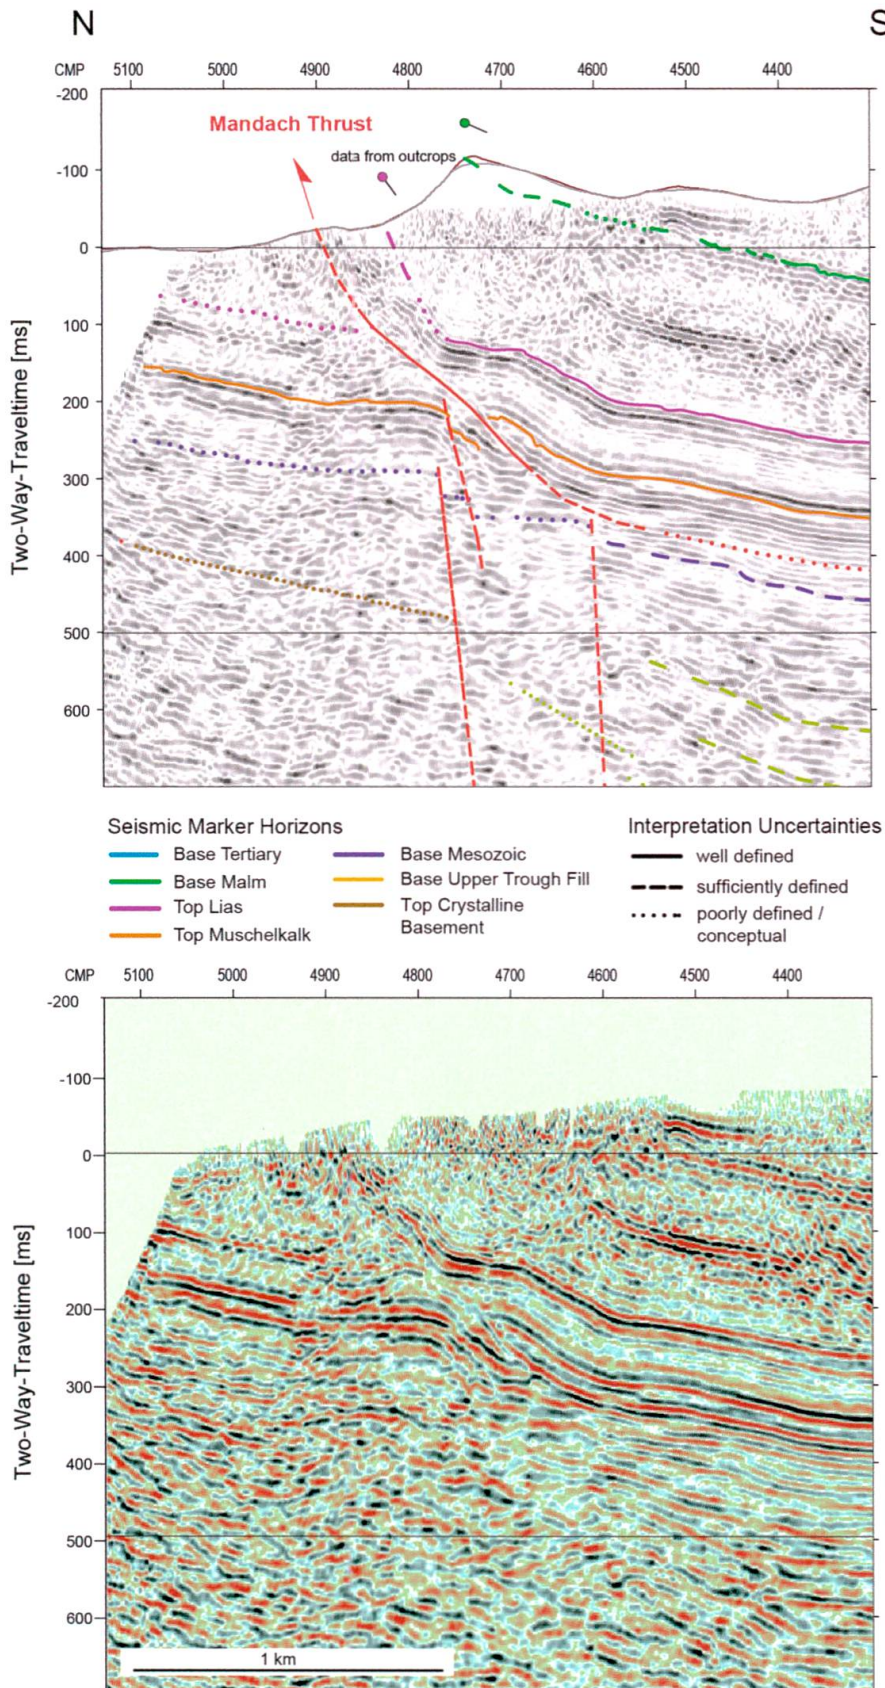 N
S
CMP 5100 5000 4900 4800 4700 4600 4500 4400
-200
Mandach Thrust
data from outcrops
-100
0
100
200
300
400
500
600
Two-Way-Traveltime [ms]
Seismic Marker Horizons
Base Tertiary
Base Malm
Top Lias
Top Muschelkalk
Base Mesozoic
Base Upper Trough Fill
Top Crystalline
Basement
Interpretation Uncertainties
well defined
sufficiently defined
poorly defined /
conceptual
CMP 5100 5000 4900 4800 4700 4600 4500 4400
-200
-100
0
100
200
300
400
500
600
Two-Way-Traveltime [ms]
1 km